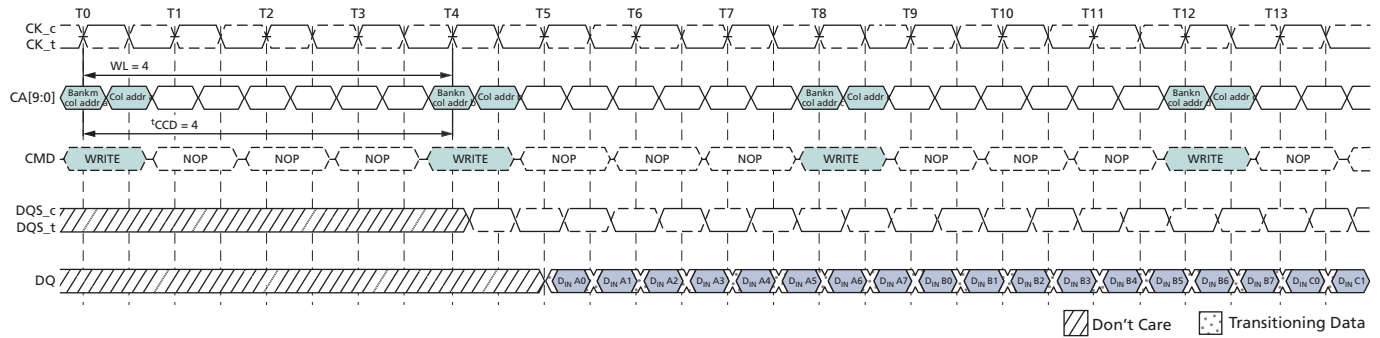 T0 T1 T2 T3 T4 T5 T6 T7 T8 T9 T10 T11 T12 T13
CK_c
CK_t
WL = 4
CA[9:0] Bankm col addr a Col addr a Bankm col addr b Col addr b Bankn col addr c Col addr c Bankn col addr d Col addr d
tCCD = 4
CMD WRITE NOP NOP NOP WRITE NOP NOP NOP WRITE NOP NOP NOP WRITE NOP
DQS_c
DQS_t
DQ DIN A0 DIN A1 DIN A2 DIN A3 DIN A4 DIN A5 DIN A6 DIN A7 DIN B0 DIN B1 DIN B2 DIN B3 DIN B4 DIN B5 DIN B6 DIN B7 DIN C0 DIN C1
Don't Care Transitioning Data